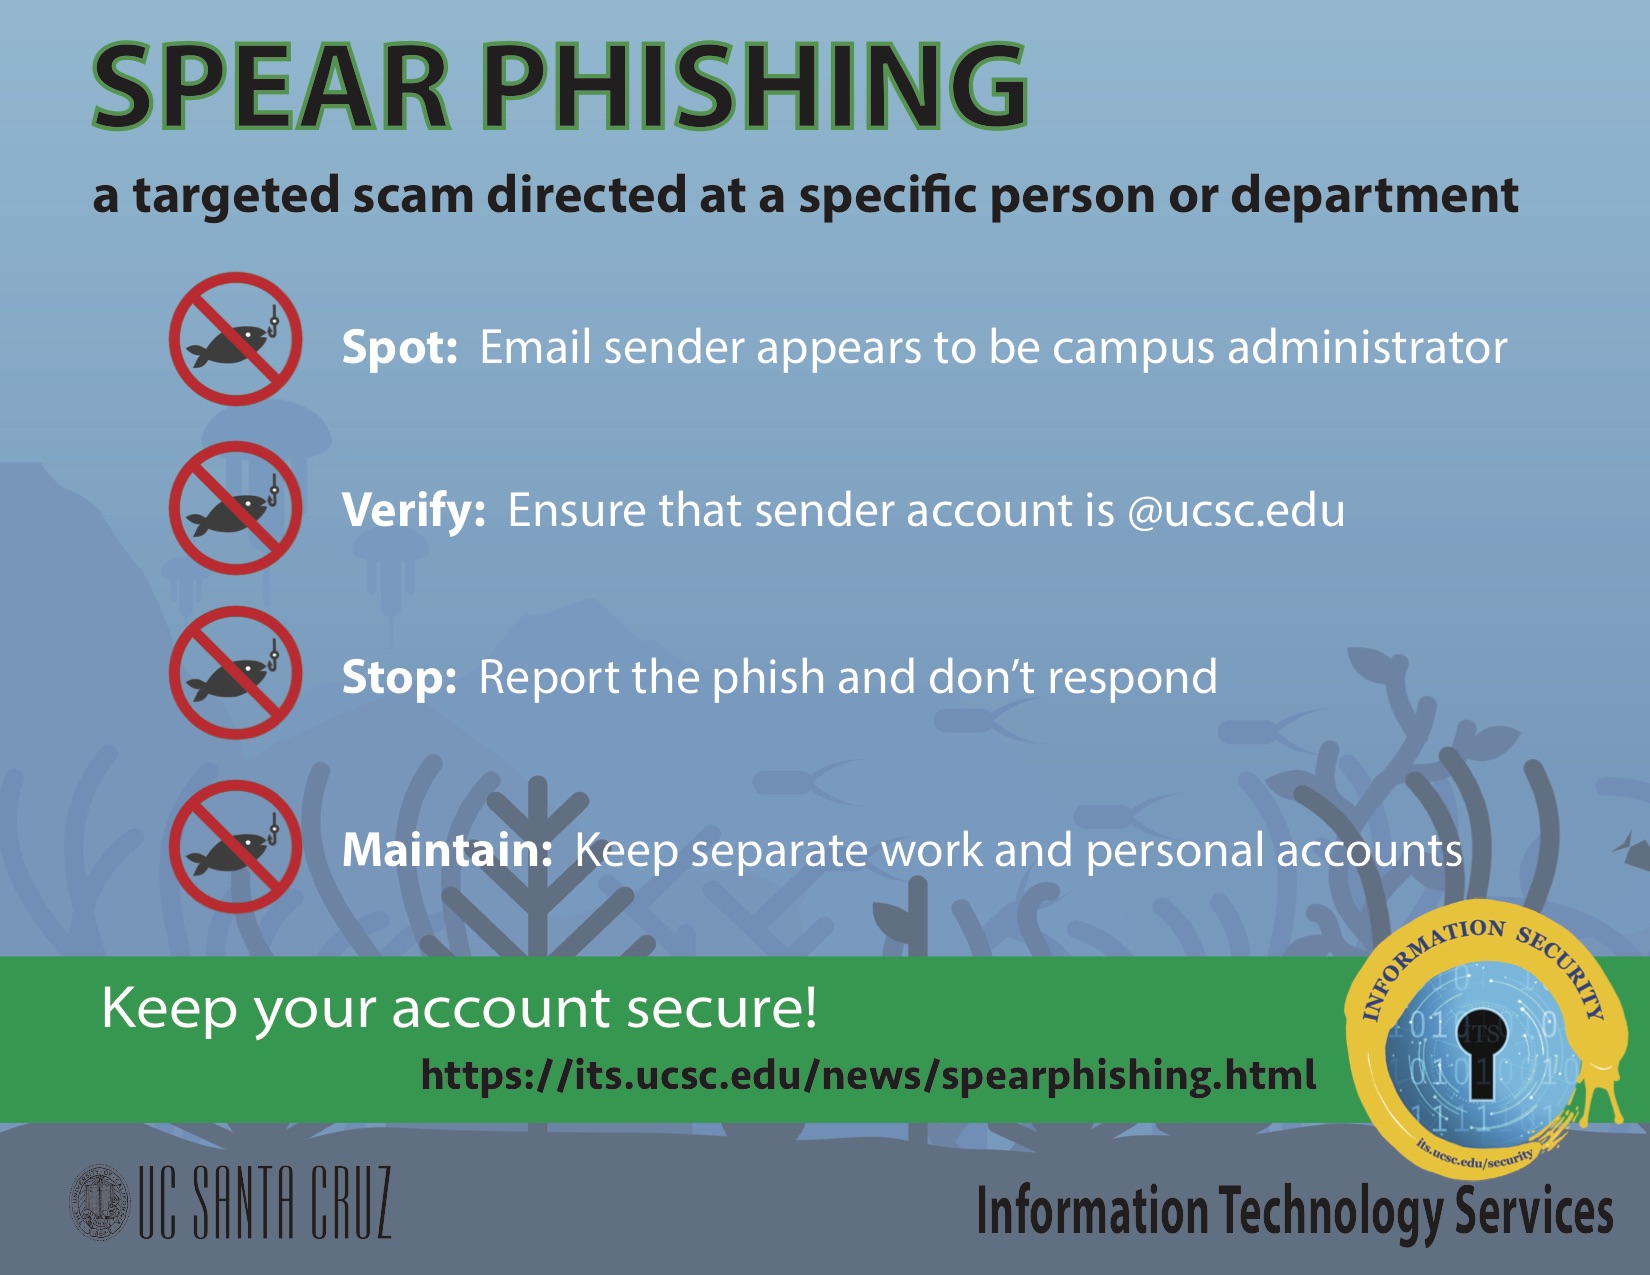 SPEAR PHISHING
a targeted scam directed at a specific person or department
Spot: Email sender appears to be campus administrator
Verify: Ensure that sender account is @ucsc.edu
Stop: Report the phish and don’t respond
Maintain: Keep separate work and personal accounts
Keep your account secure!
https://its.ucsc.edu/news/spearphishing.html
INFORMATION SECURITY
ITS
its.ucsc.edu/security
UC SANTA CRUZ
Information Technology Services